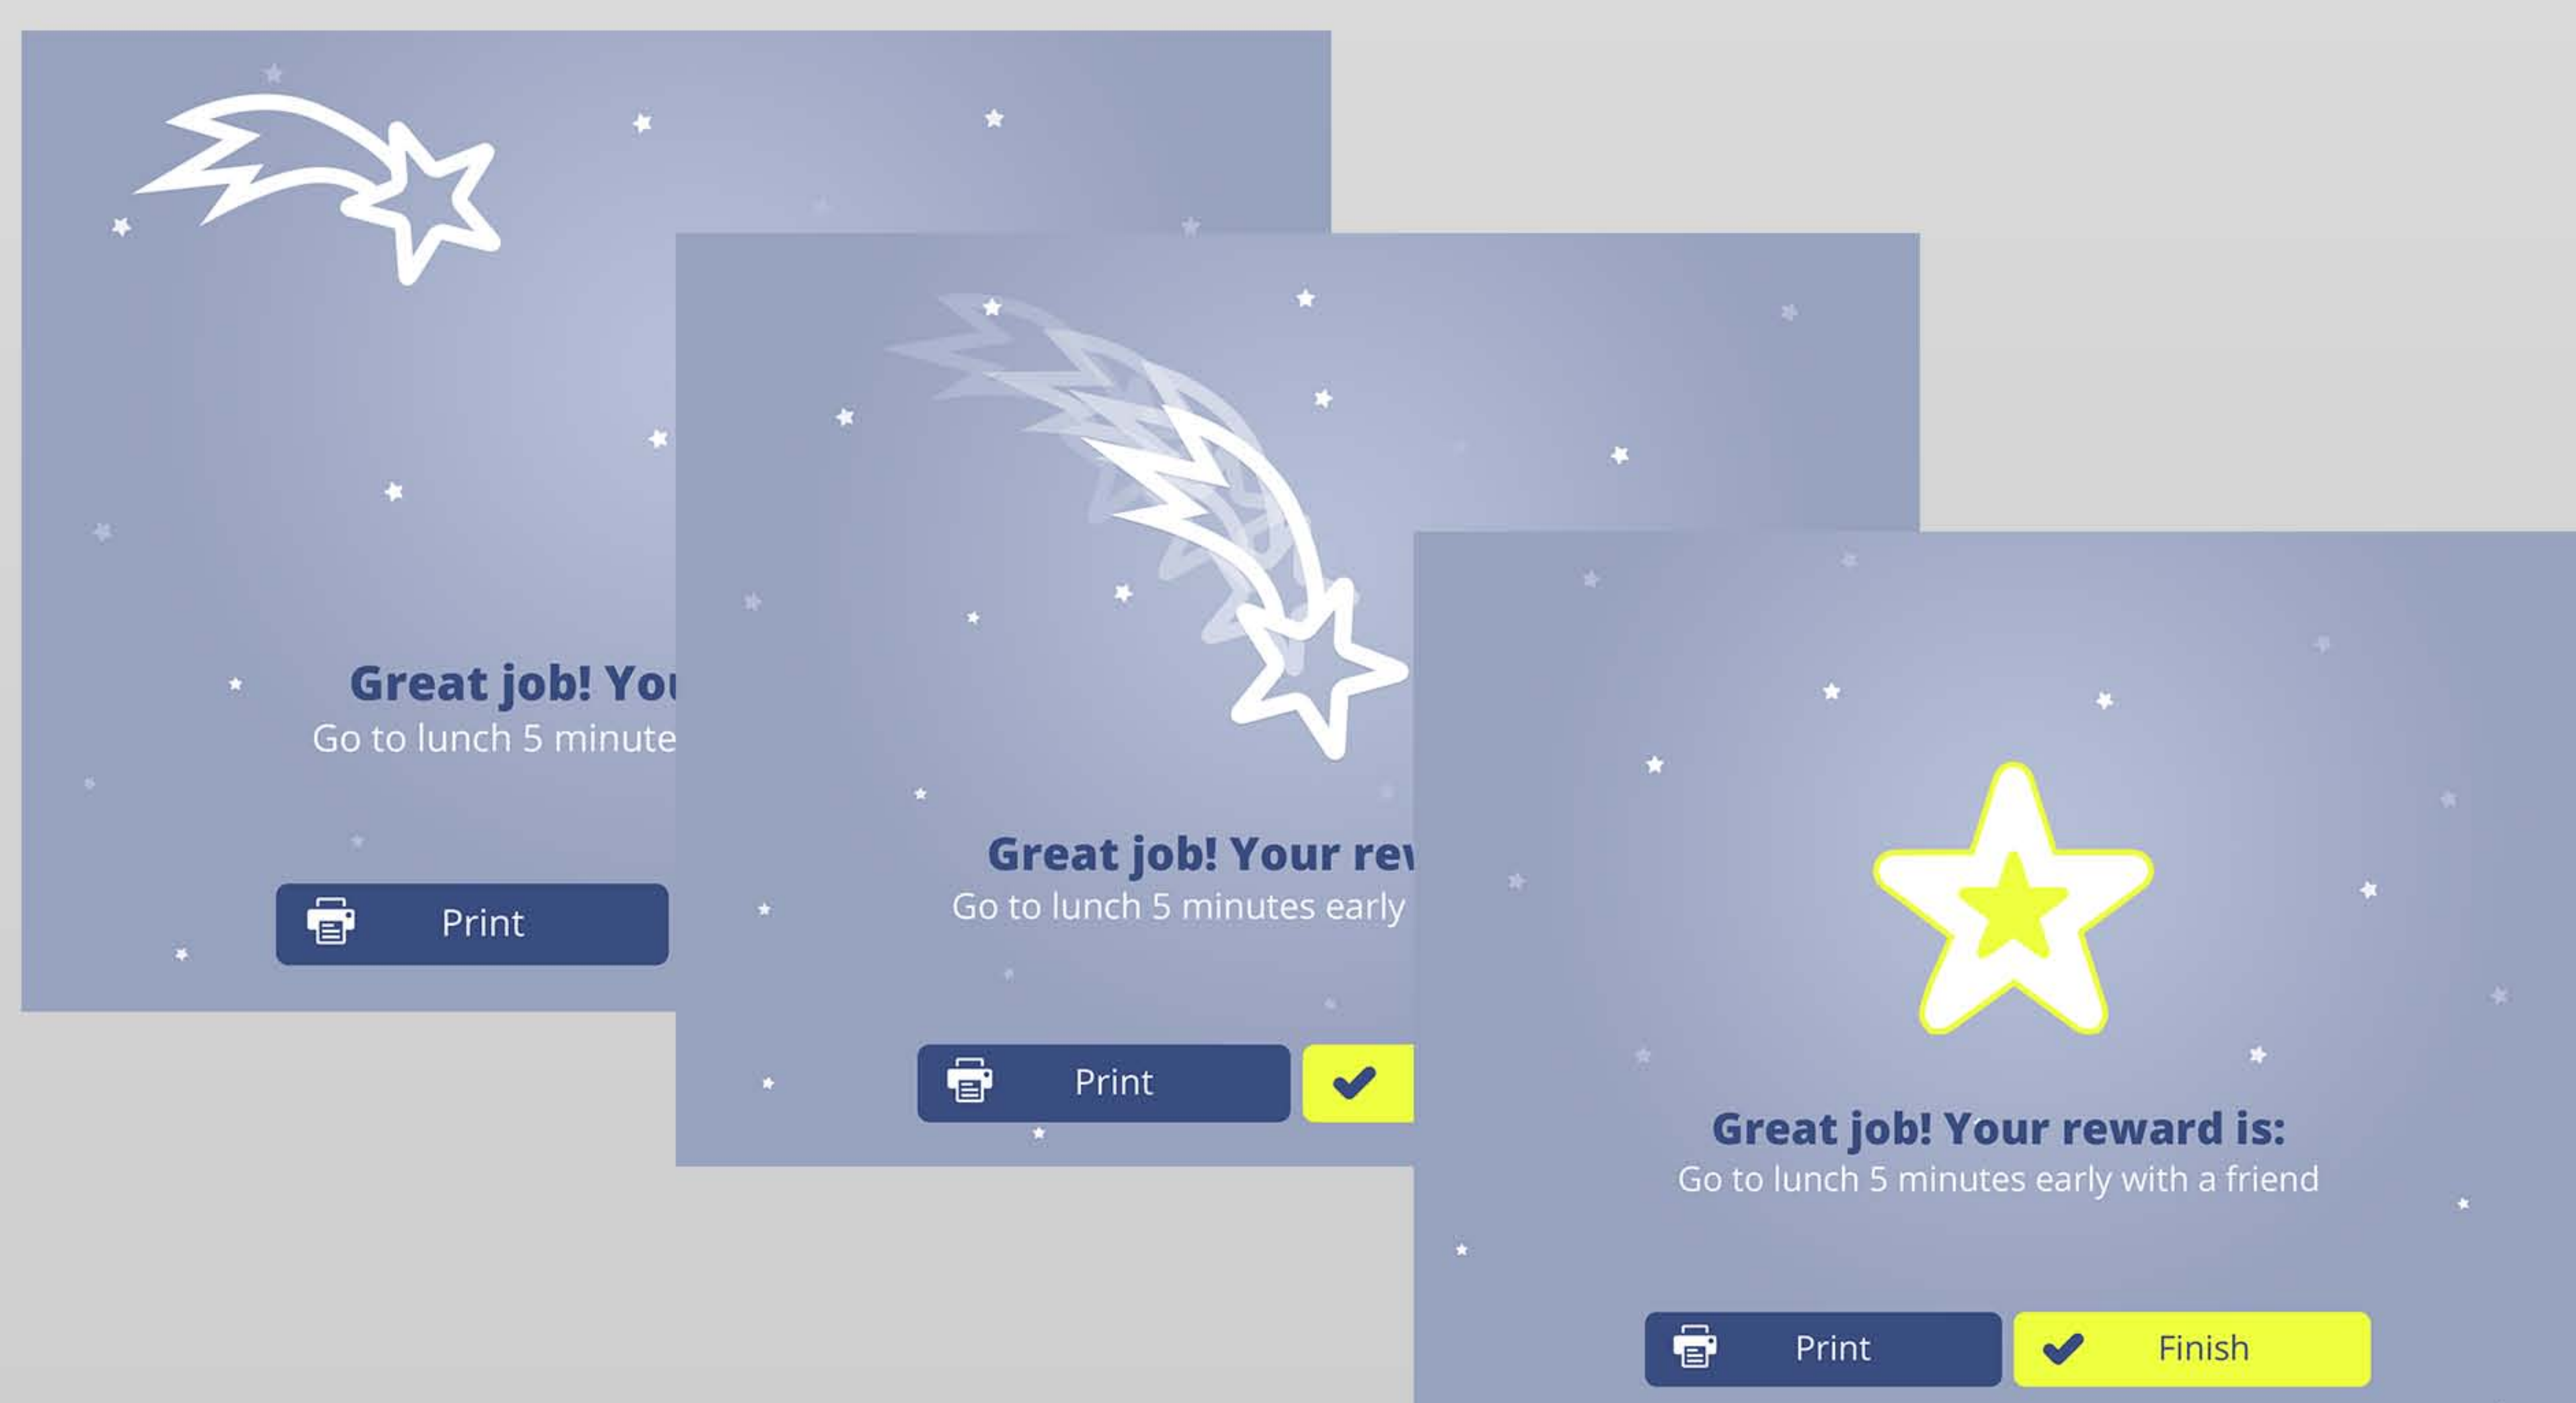 Great job! You
Go to lunch 5 minute
Print
Great job! Your rev
Go to lunch 5 minutes early
Print
Great job! Your reward is:
Go to lunch 5 minutes early with a friend
Print
Finish